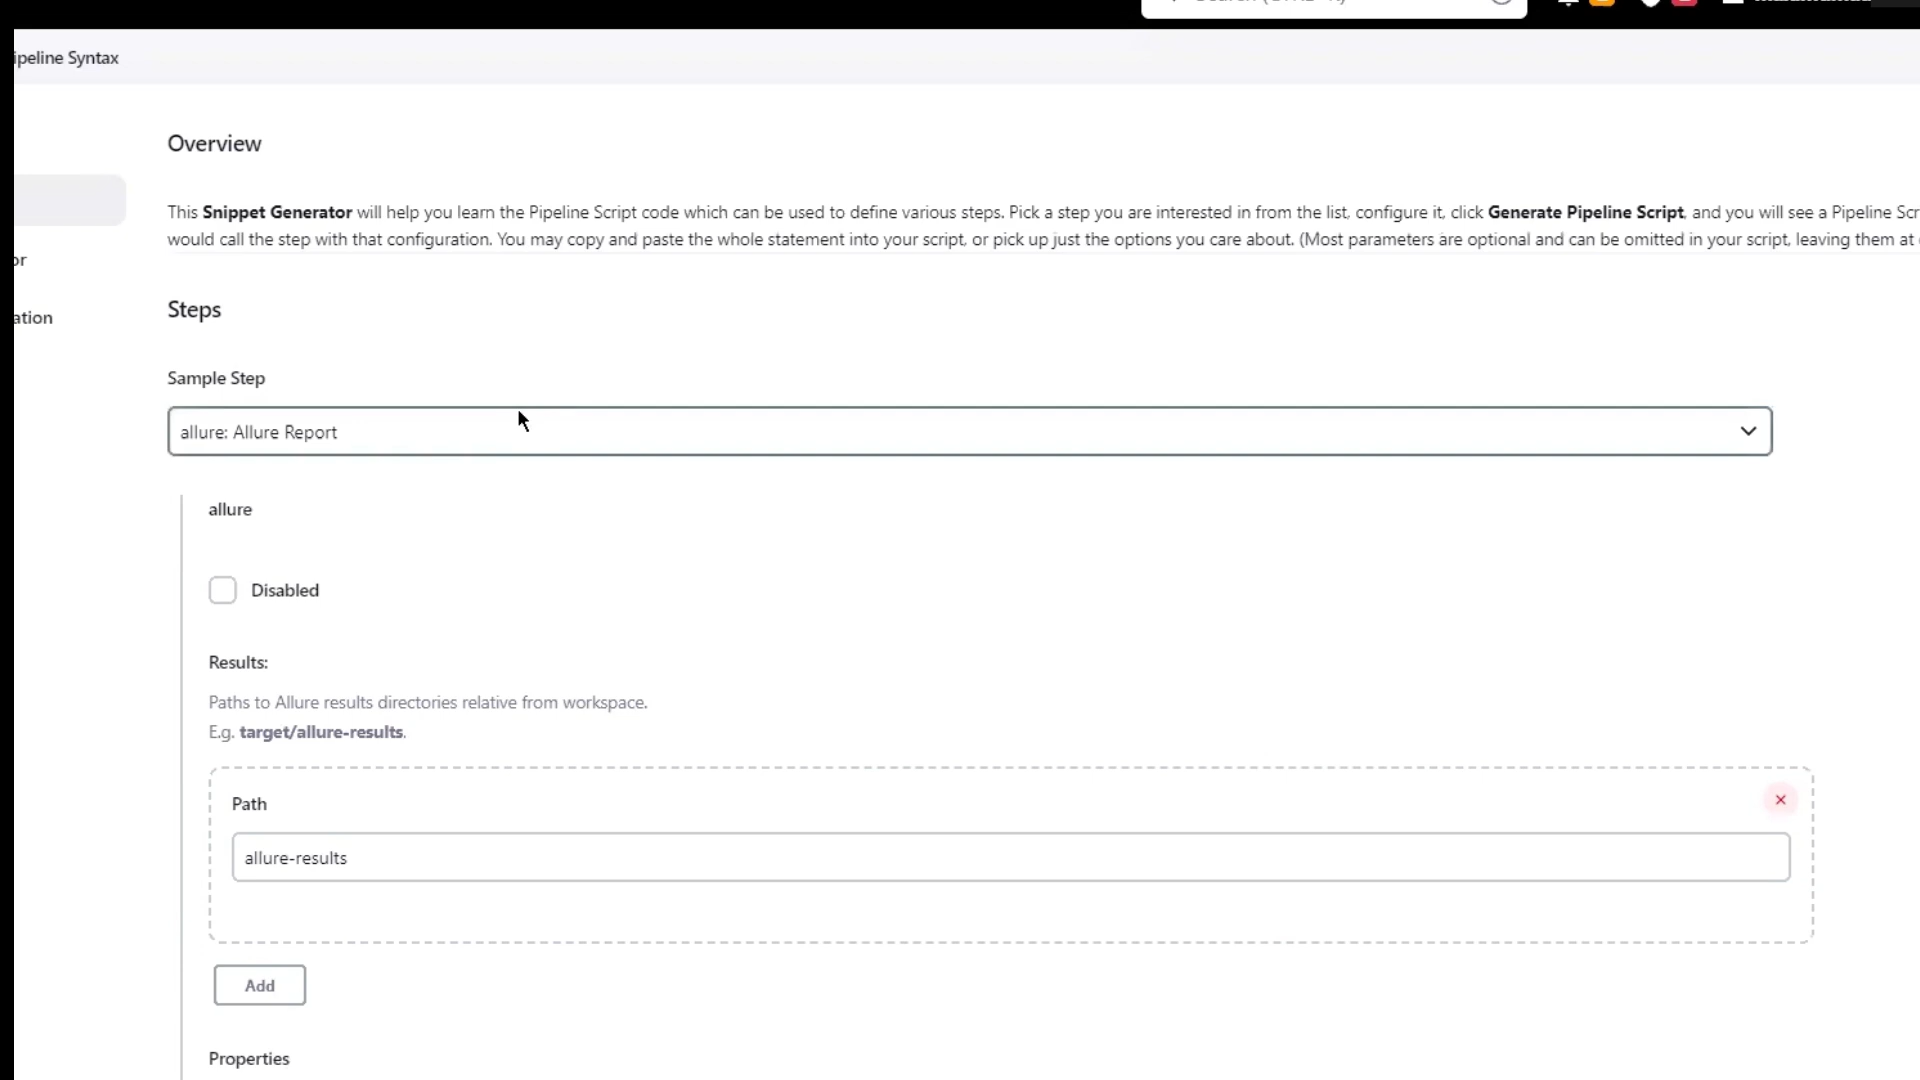 ipeline Syntax
Overview
This Snippet Generator will help you learn the Pipeline Script code which can be used to define various steps. Pick a step you are interested in from the list, configure it, click Generate Pipeline Script, and you will see a Pipeline Scr
would call the step with that configuration. You may copy and paste the whole statement into your script, or pick up just the options you care about. (Most parameters are optional and can be omitted in your script, leaving them at
or
ation
Steps
Sample Step
allure: Allure Report
allure
Disabled
Results:
Paths to Allure results directories relative from workspace.
E.g. target/allure-results.
Path
allure-results
Add
Properties